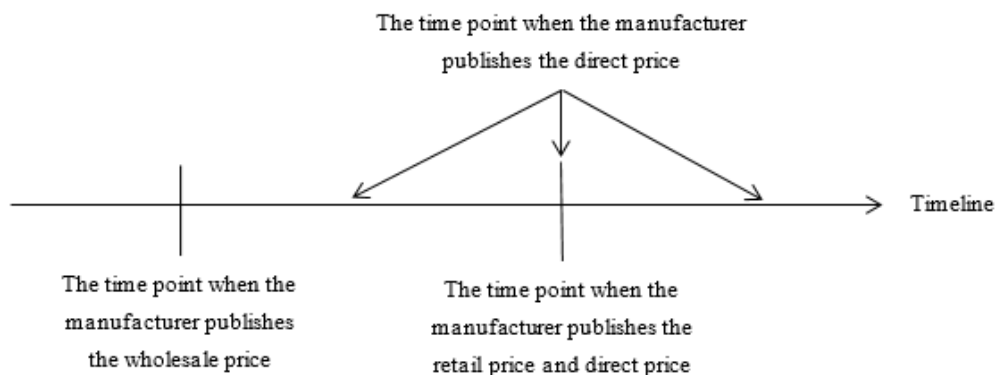 The time point when the manufacturer
publishes the direct price
Timeline
The time point when the
manufacturer publishes
the wholesale price
The time point when the
manufacturer publishes the
retail price and direct price